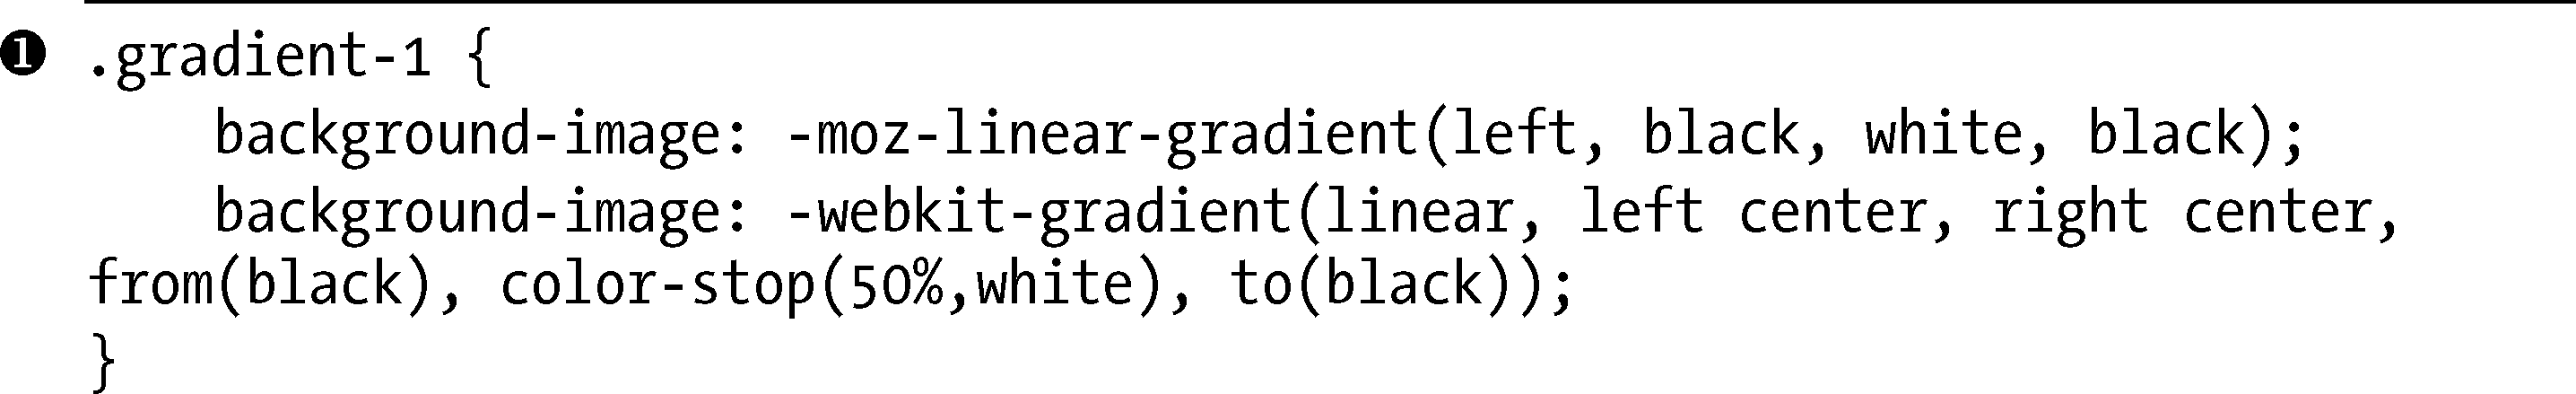 ❶ .gradient-1 {
background-image: -moz-linear-gradient(left, black, white, black);
background-image: -webkit-gradient(linear, left center, right center,
from(black), color-stop(50%,white), to(black));
}